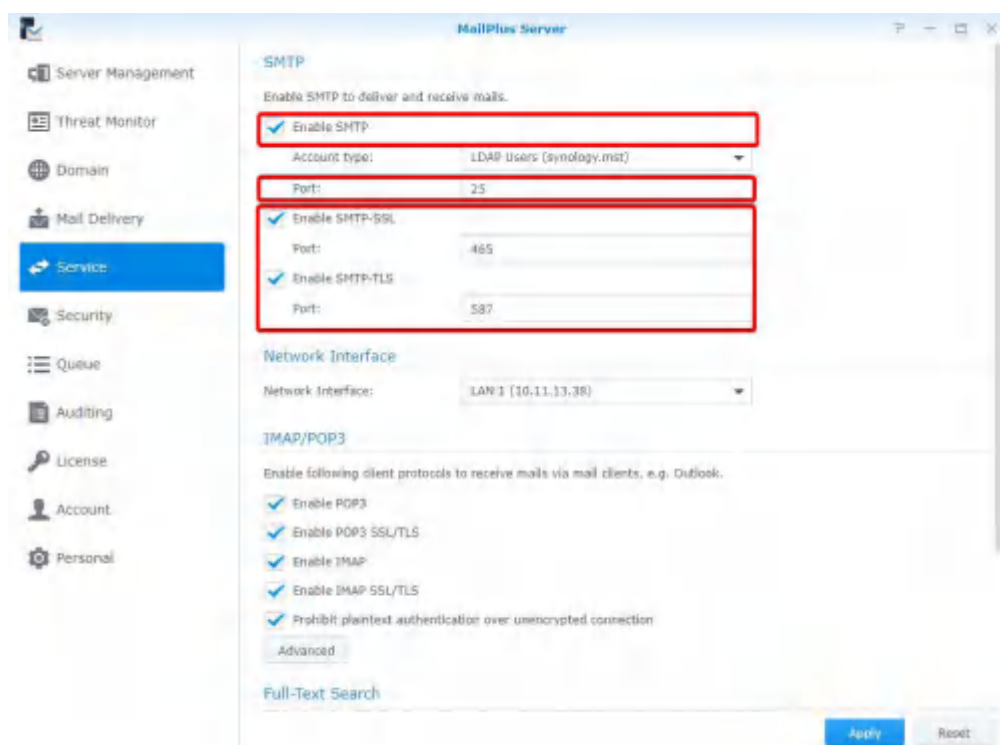 MailPlus Server
Server Management
Threat Monitor
Domain
Mail Delivery
Service
Security
Queue
Auditing
License
Account
Personal
SMTP
Enable SMTP to deliver and receive mails.
Enable SMTP
Account type: LDAP Users (synology.mst)
Port: 25
Enable SMTP-SSL
Port: 465
Enable SMTP-TLS
Port: 587
Network Interface
Network Interface: LAN 1 (10.11.13.38)
IMAP/POP3
Enable following client protocols to receive mails via mail clients, e.g. Outlook.
Enable POP3
Enable POP3 SSL/TLS
Enable IMAP
Enable IMAP SSL/TLS
Prohibit plaintext authentication over unencrypted connection
Advanced
Full-Text Search
Apply Reset